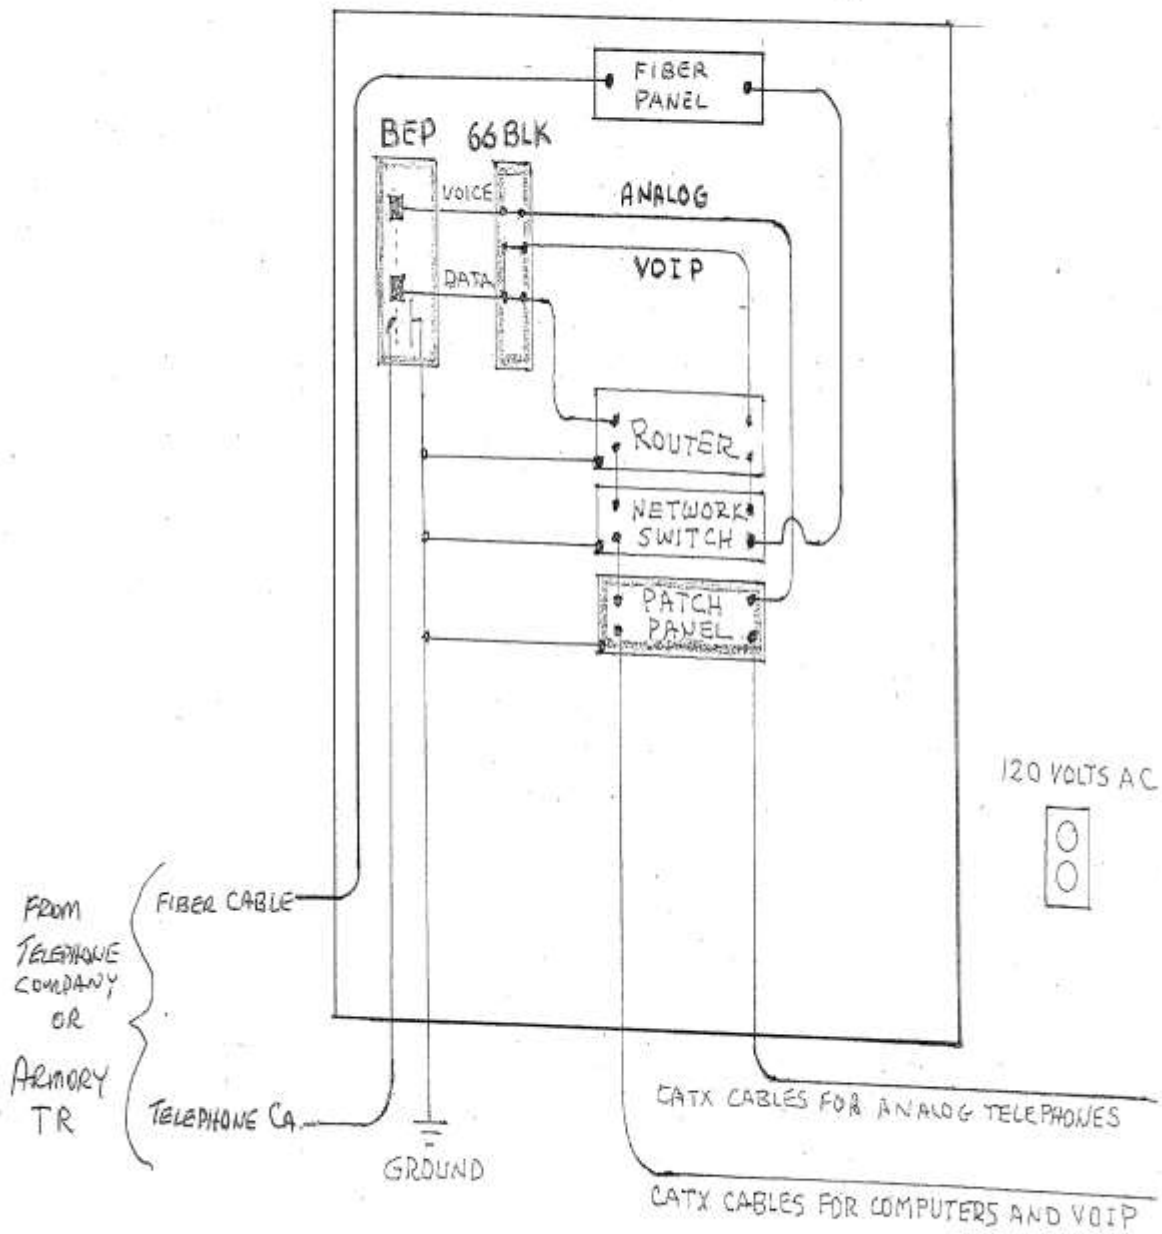 FIBER
PANEL
BEP
66 BLK
VOICE
ANALOG
VOIP
DATA
ROUTER
NETWORK
SWITCH
PATCH
PANEL
120 VOLTS AC
FROM
TELEPHONE
COMPANY
OR
ARMORY
TR
FIBER CABLE
TELEPHONE CA.
GROUND
CATX CABLES FOR ANALOG TELEPHONES
CATX CABLES FOR COMPUTERS AND VOIP